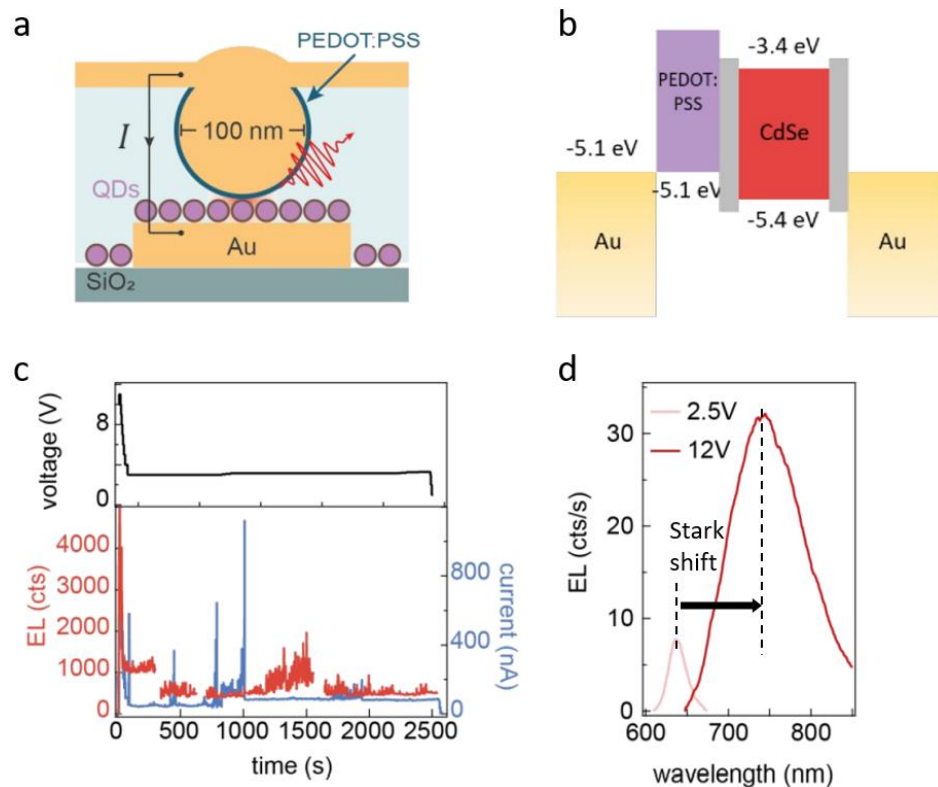 a
PEDOT:PSS
I
100 nm
QDs
Au
SiO₂
b
-3.4 eV
PEDOT:
PSS
CdSe
-5.1 eV
-5.1 eV
-5.4 eV
Au
Au
c
voltage (V)
8
4
0
EL (cts)
4000
3000
2000
1000
0
current (nA)
800
400
0
0
500
1000
1500
2000
2500
time (s)
d
EL (cts/s)
30
20
10
0
2.5V
12V
Stark
shift
600
700
800
wavelength (nm)